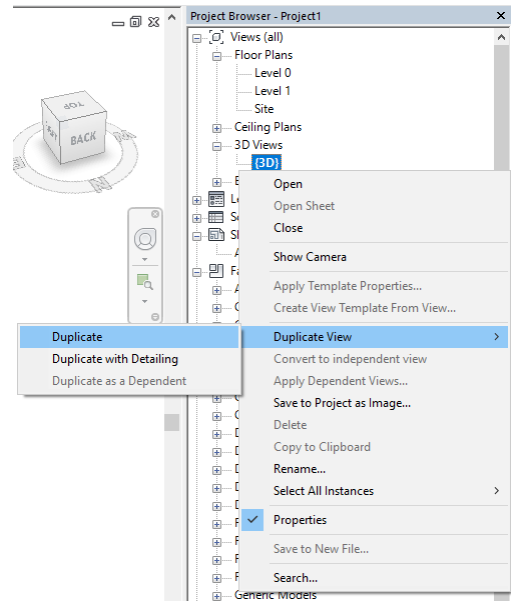 Project Browser - Project1
Views (all)
Floor Plans
Level 0
Level 1
Site
Ceiling Plans
3D Views
{3D}
TOP
BACK
Open
Open Sheet
Close
Show Camera
Apply Template Properties...
Create View Template From View...
Duplicate View
Duplicate
Duplicate with Detailing
Duplicate as a Dependent
Convert to independent view
Apply Dependent Views...
Save to Project as Image...
Delete
Copy to Clipboard
Rename...
Select All Instances
Properties
Save to New File...
Search...
Generic Models